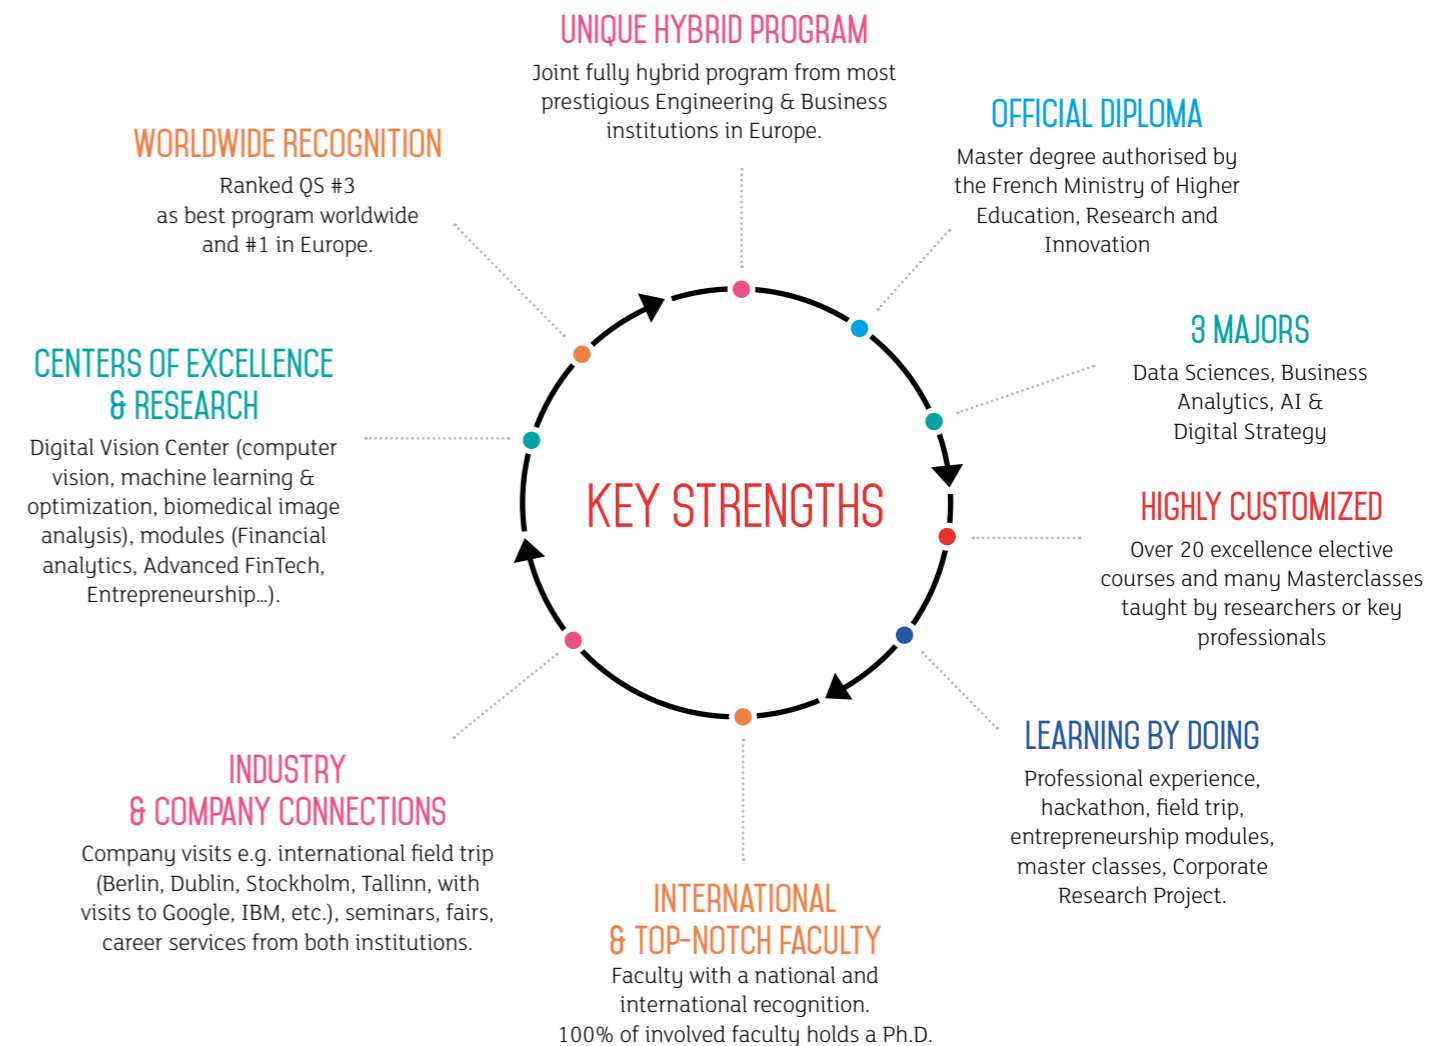 UNIQUE HYBRID PROGRAM
Joint fully hybrid program from most
prestigious Engineering & Business
institutions in Europe.
OFFICIAL DIPLOMA
Master degree authorised by
the French Ministry of Higher
Education, Research and
Innovation
3 MAJORS
Data Sciences, Business
Analytics, AI &
Digital Strategy
HIGHLY CUSTOMIZED
Over 20 excellence elective
courses and many Masterclasses
taught by researchers or key
professionals
LEARNING BY DOING
Professional experience,
hackathon, field trip,
entrepreneurship modules,
master classes, Corporate
Research Project.
INTERNATIONAL
& TOP-NOTCH FACULTY
Faculty with a national and
international recognition.
100% of involved faculty holds a Ph.D.
INDUSTRY
& COMPANY CONNECTIONS
Company visits e.g. international field trip
(Berlin, Dublin, Stockholm, Tallinn, with
visits to Google, IBM, etc.), seminars, fairs,
career services from both institutions.
CENTERS OF EXCELLENCE
& RESEARCH
Digital Vision Center (computer
vision, machine learning &
optimization, biomedical image
analysis), modules (Financial
analytics, Advanced FinTech,
Entrepreneurship...).
WORLDWIDE RECOGNITION
Ranked QS #3
as best program worldwide
and #1 in Europe.
KEY STRENGTHS